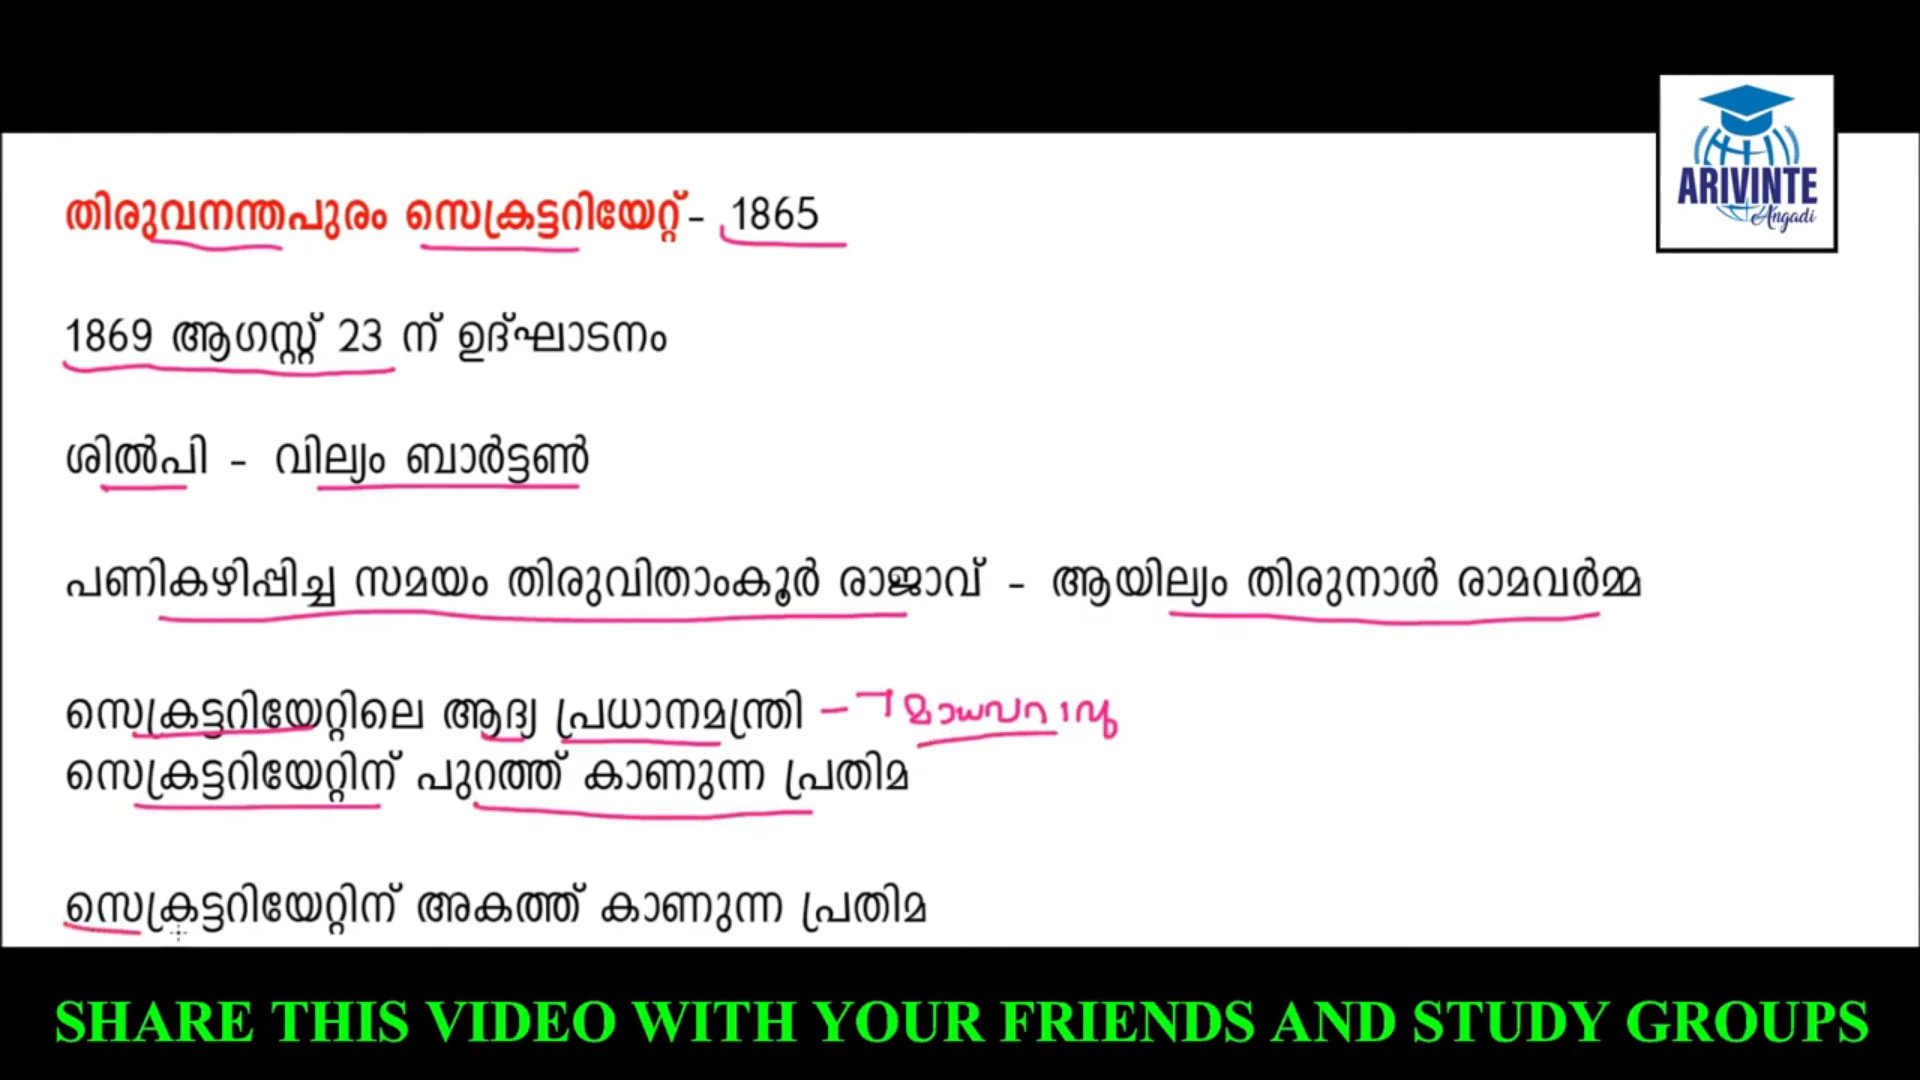 ARIVINTE
Angadi
തിരുവനന്തപുരം സെക്രട്ടറിയേറ്റ്- 1865
1869 ആഗസ്റ്റ് 23 ന് ഉദ്ഘാടനം
ശിൽപി - വില്യം ബാർട്ടൺ
പണികഴിപ്പിച്ച സമയം തിരുവിതാംകൂർ രാജാവ് - ആയില്യം തിരുനാൾ രാമവർമ്മ
സെക്രട്ടറിയേറ്റിലെ ആദ്യ പ്രധാനമന്ത്രി - T മാധവറാവു
സെക്രട്ടറിയേറ്റിന് പുറത്ത് കാണുന്ന പ്രതിമ
സെക്രട്ടറിയേറ്റിന് അകത്ത് കാണുന്ന പ്രതിമ
SHARE THIS VIDEO WITH YOUR FRIENDS AND STUDY GROUPS